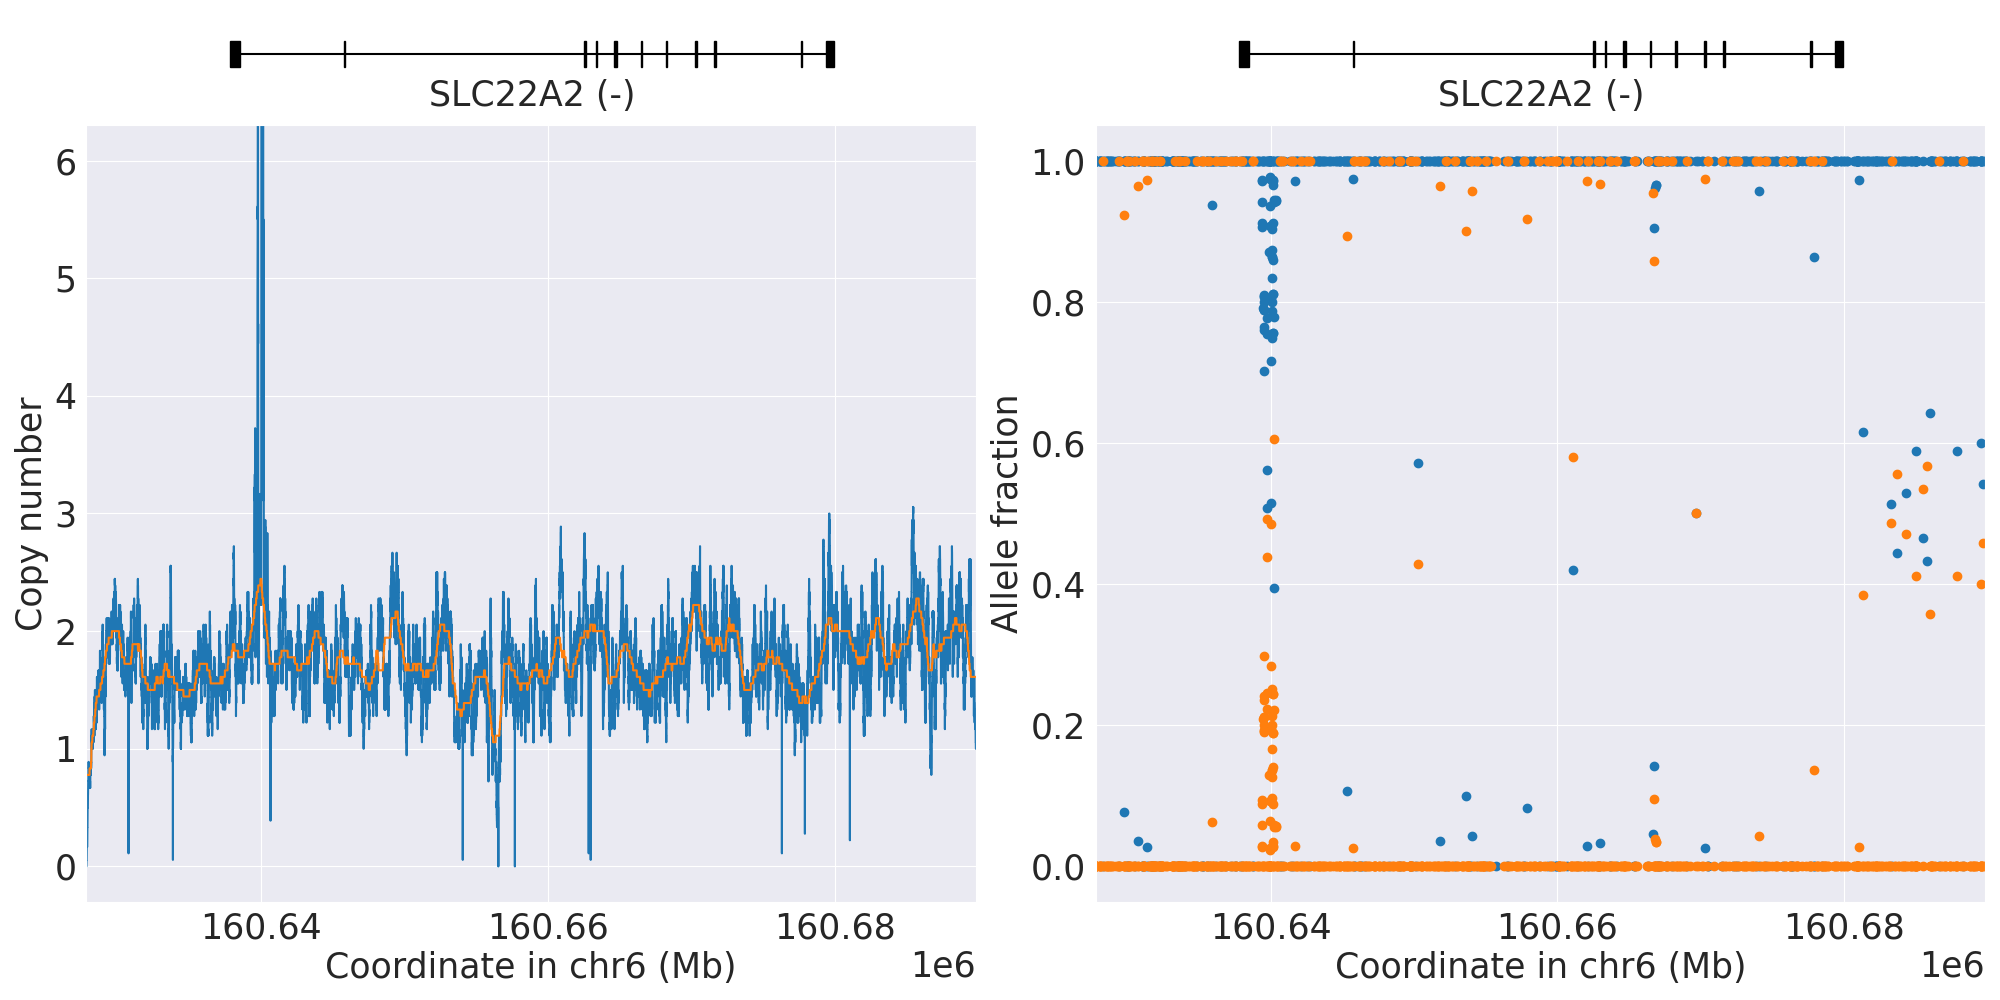 SLC22A2 (-)
Copy number
6
5
4
3
2
1
0
160.64
160.66
160.68
Coordinate in chr6 (Mb)
1e6
SLC22A2 (-)
Allele fraction
1.0
0.8
0.6
0.4
0.2
0.0
160.64
160.66
160.68
Coordinate in chr6 (Mb)
1e6